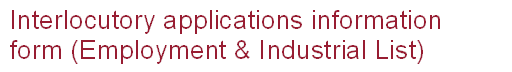 Interlocutory applications information
form (Employment & Industrial List)